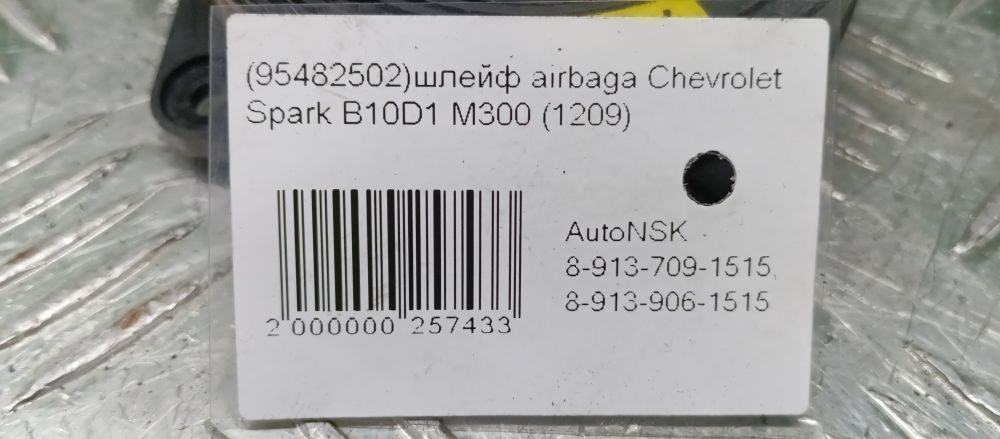 (95482502)шлейф airbaga Chevrolet
Spark B10D1 M300 (1209)
AutoNSK
8-913-709-1515
8-913-906-1515
2 000000 257433